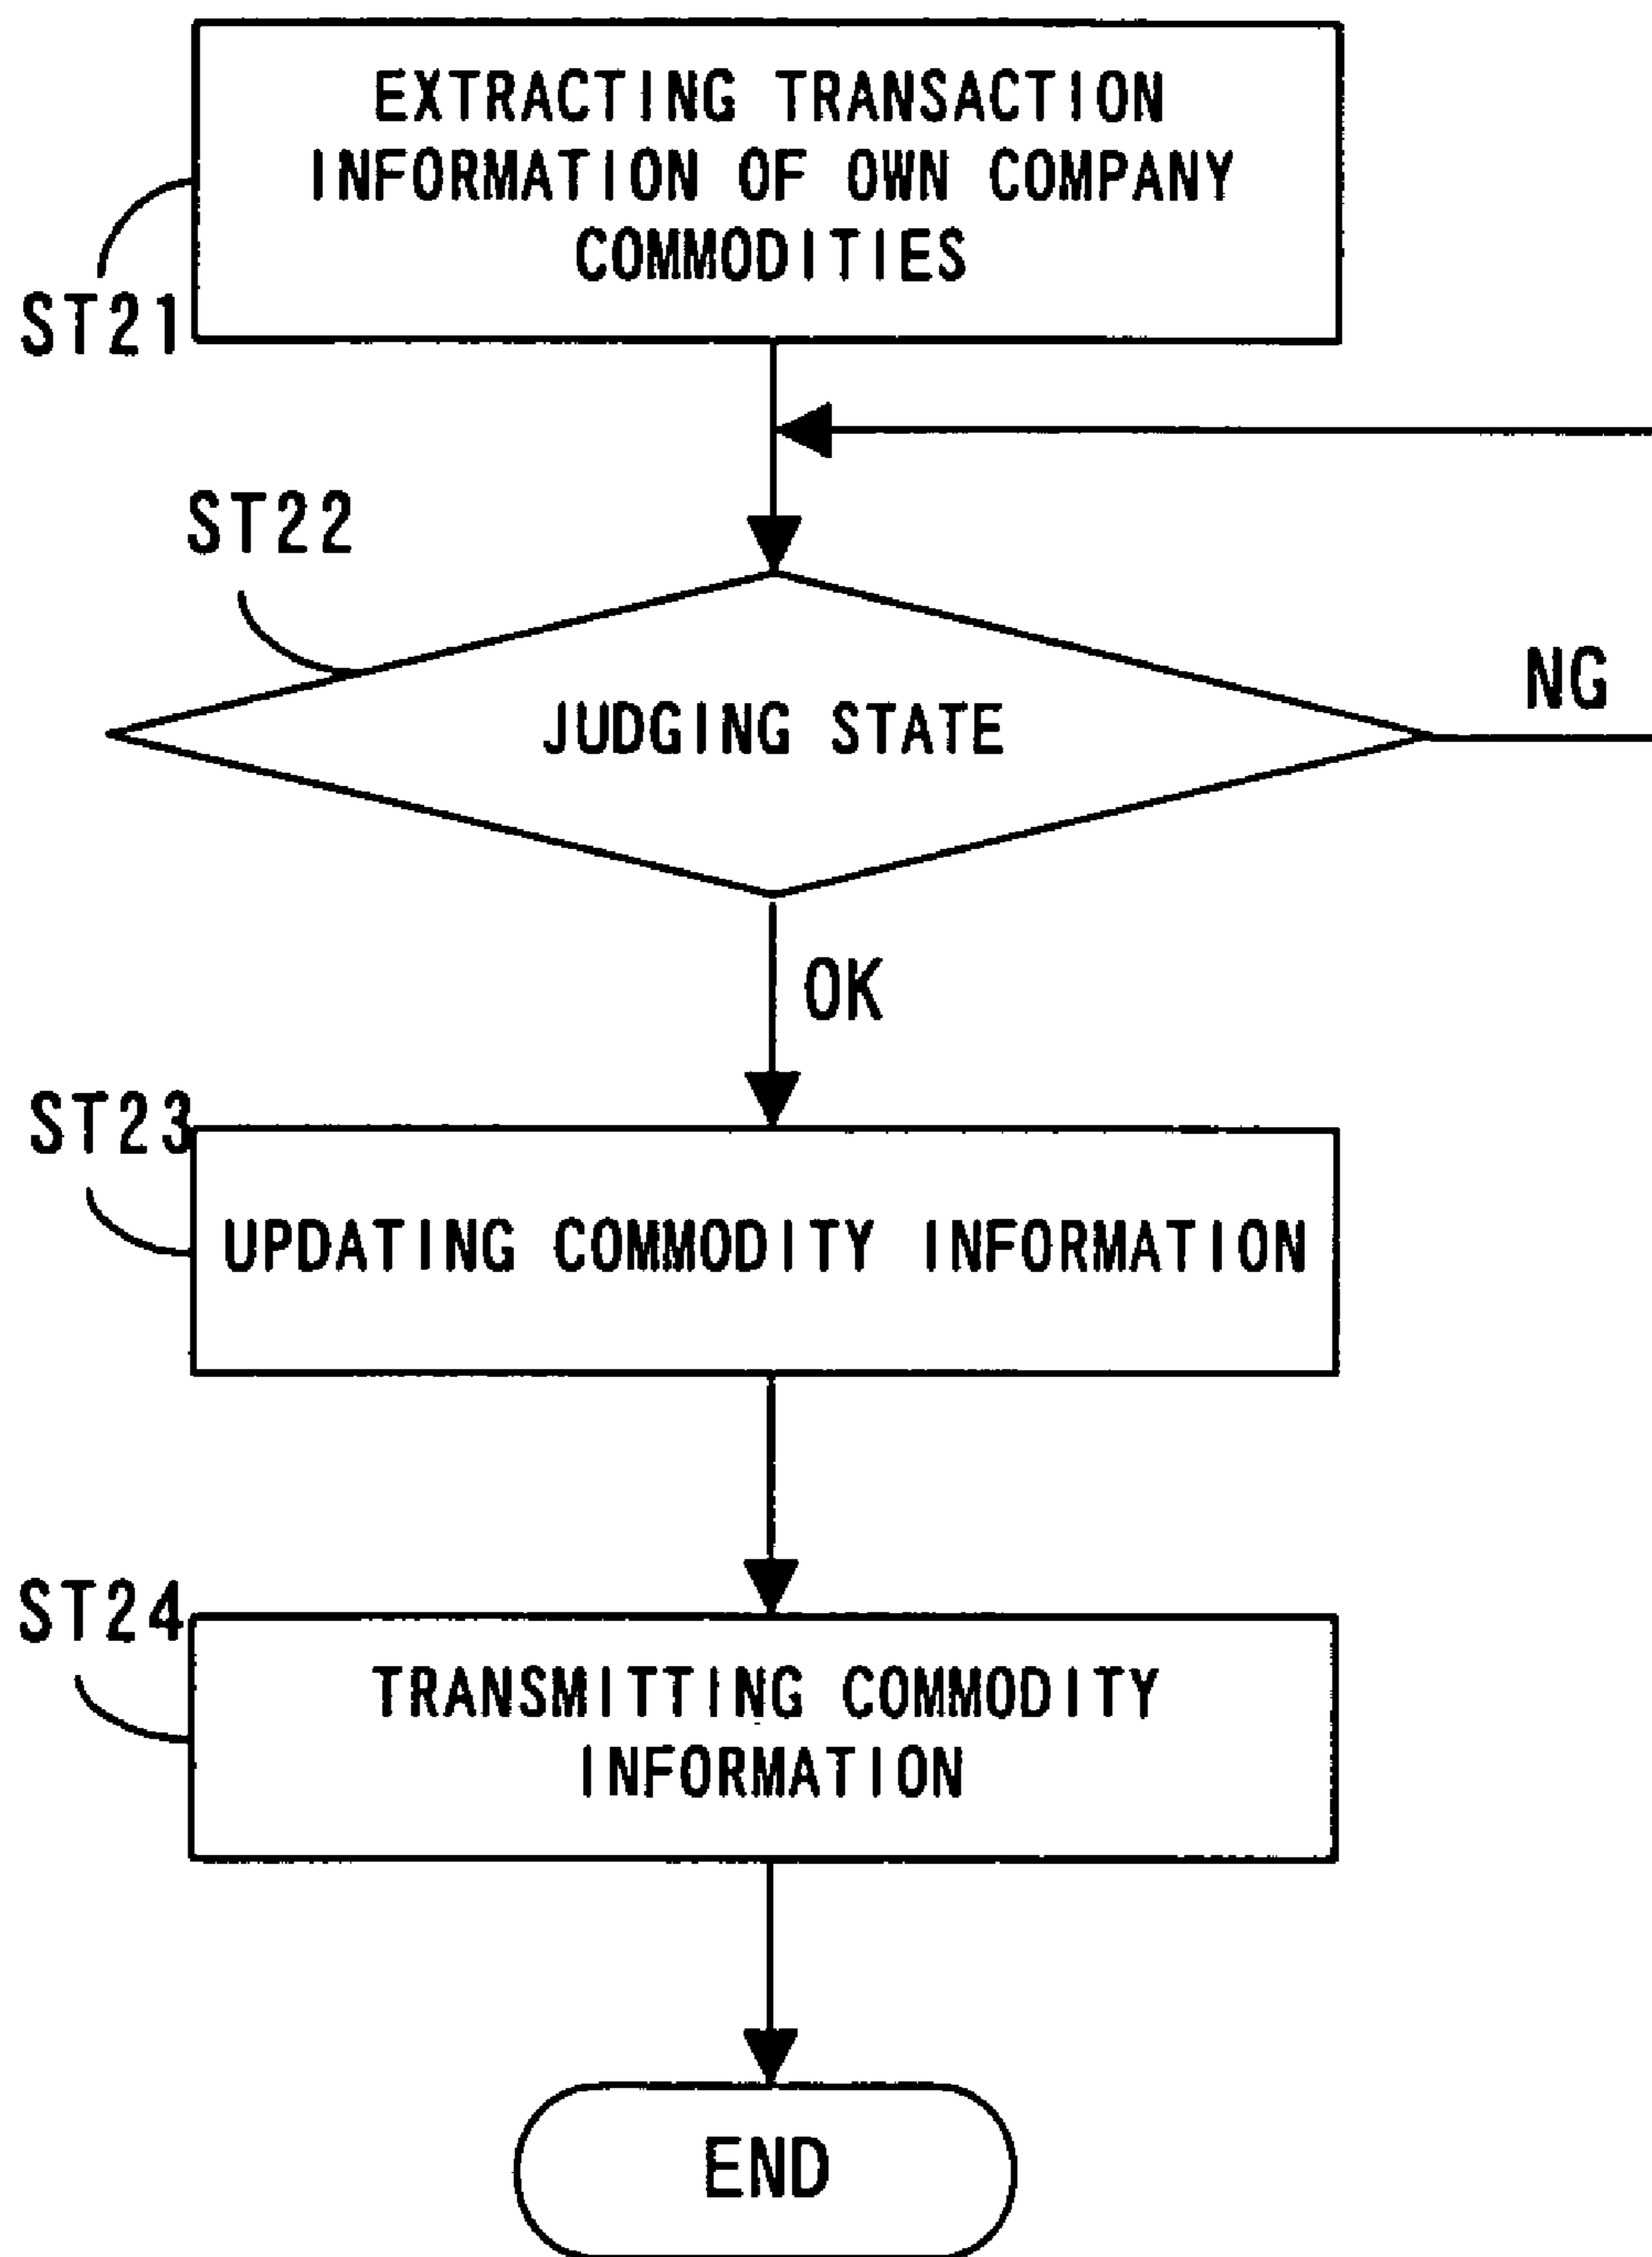 EXTRACTING TRANSACTION
INFORMATION OF OWN COMPANY
COMMODITIES
ST21
ST22
JUDGING STATE
NG
OK
ST23
UPDATING COMMODITY INFORMATION
ST24
TRANSMITTING COMMODITY
INFORMATION
END